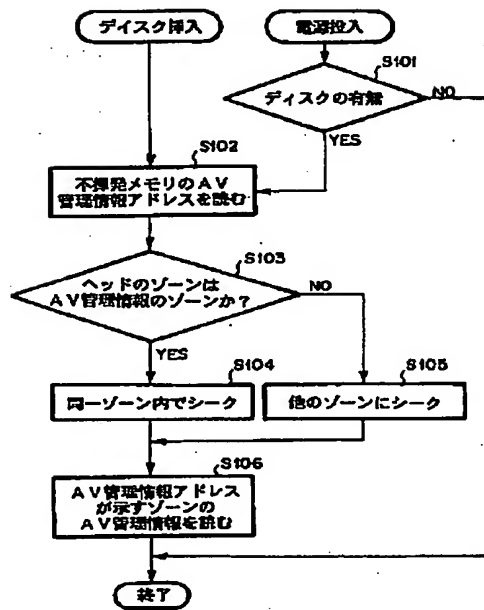 ディスク挿入
電源投入
S101
ディスクの有無
NO
YES
S102
不揮発メモリのAV
管理情報アドレスを読む
S103
ヘッドのゾーンは
AV管理情報のゾーンか?
NO
YES
S104
同一ゾーン内でシーク
S105
他のゾーンにシーク
S106
AV管理情報アドレス
が示すゾーンの
AV管理情報を読む
終了